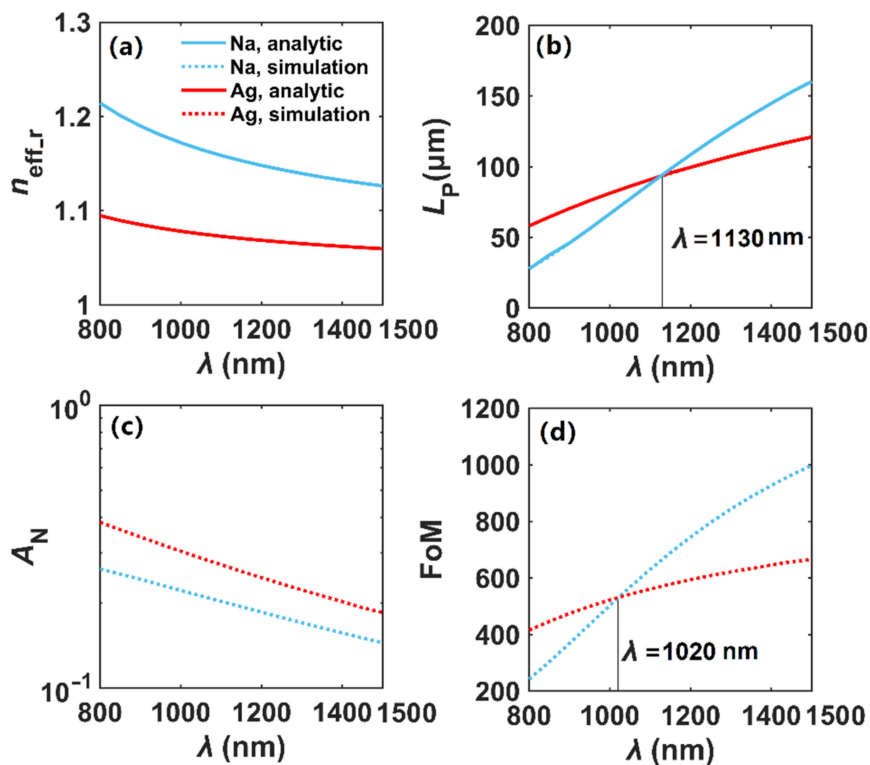 (a)
1.3
1.2
1.1
1
n_eff_r
Na, analytic
Na, simulation
Ag, analytic
Ag, simulation
800 1000 1200 1400 1500
λ (nm)
(b)
200
150
100
50
0
L_P(μm)
λ = 1130 nm
800 1000 1200 1400 1500
λ (nm)
(c)
10^0
10^-1
A_N
800 1000 1200 1400 1500
λ (nm)
(d)
1200
1000
800
600
400
200
FoM
λ = 1020 nm
800 1000 1200 1400 1500
λ (nm)